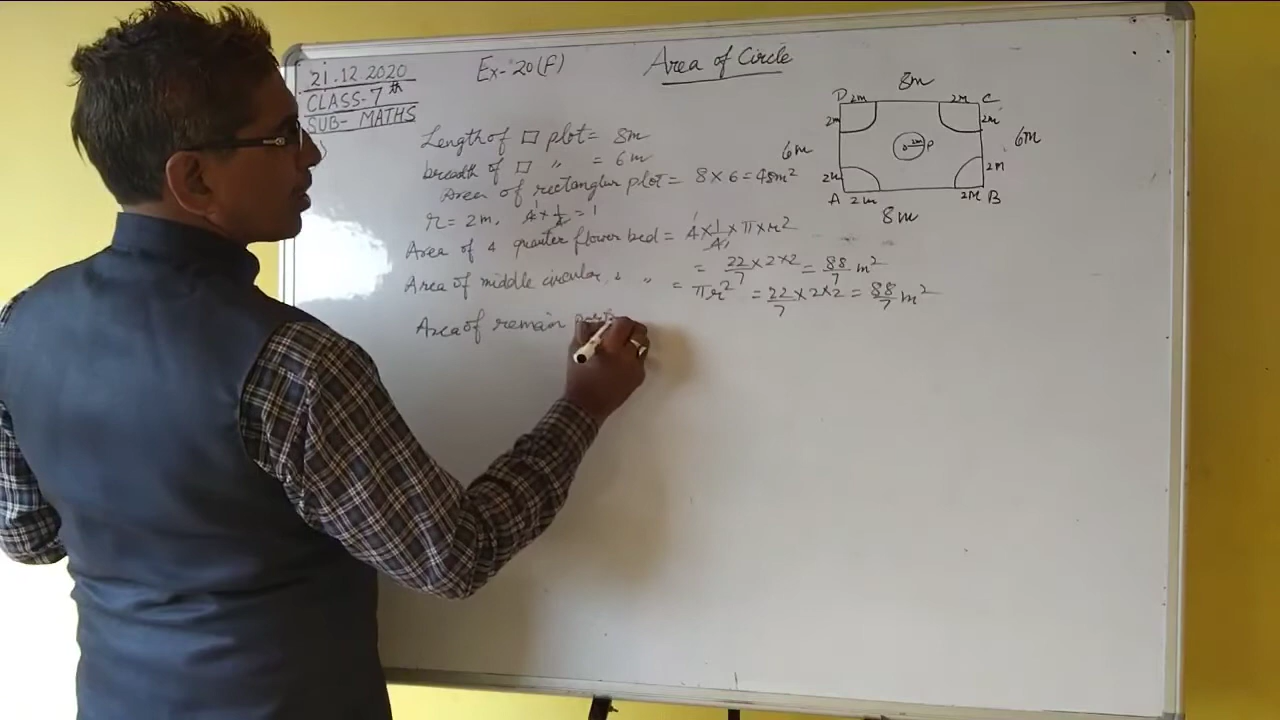 21.12.2020
CLASS-7th
SUB- MATHS
Ex- 20(F)
Area of Circle
Length of □ plot = 8m
breadth of □ " = 6m
Area of rectangular plot = 8 × 6 = 48m²
r = 2m, 4 × 1/4 = 1
Area of 4 quarter flower bed = 4 × 1/4 × π × r²
= 22/7 × 2 × 2 = 88/7 m²
Area of middle circular " " = πr² = 22/7 × 2 × 2 = 88/7 m²
Area of remain part
8m
D 2m 2m C
2m 2m
6m 2m P 6m
2m 2m
A 2m 2m B
8m